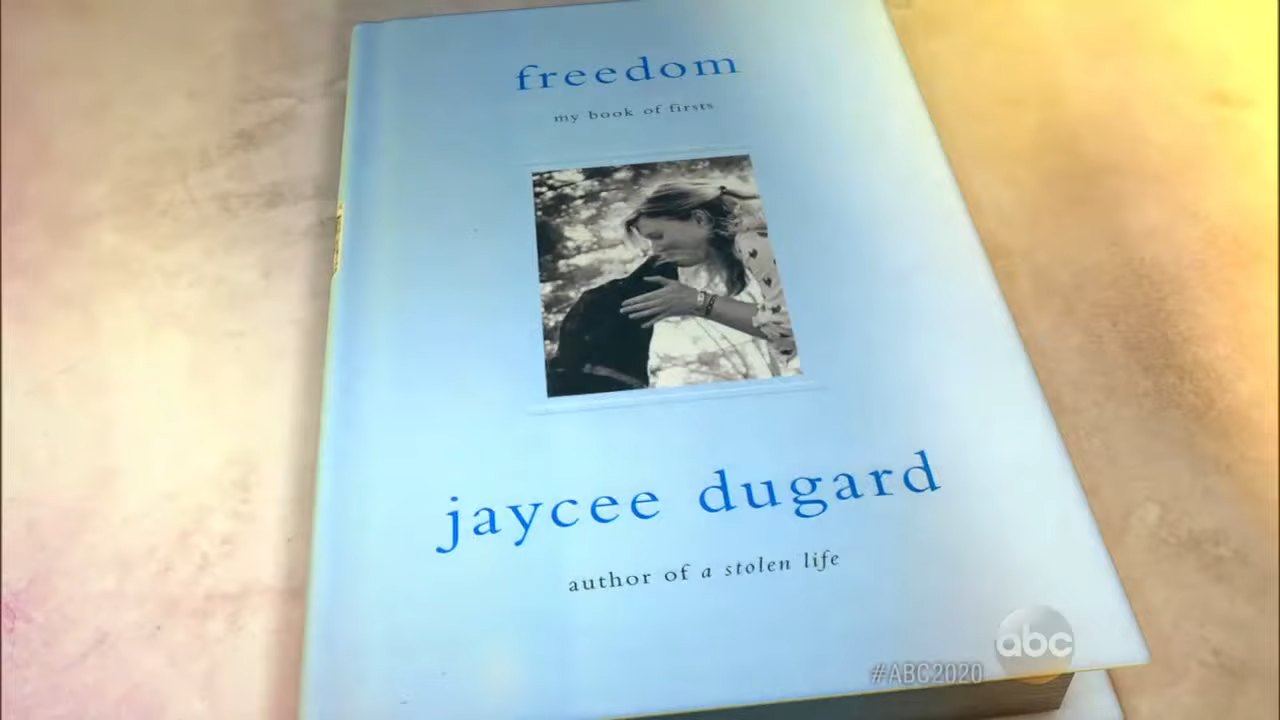 freedom
my book of firsts
jaycee dugard
author of a stolen life
abc
#ABC2020